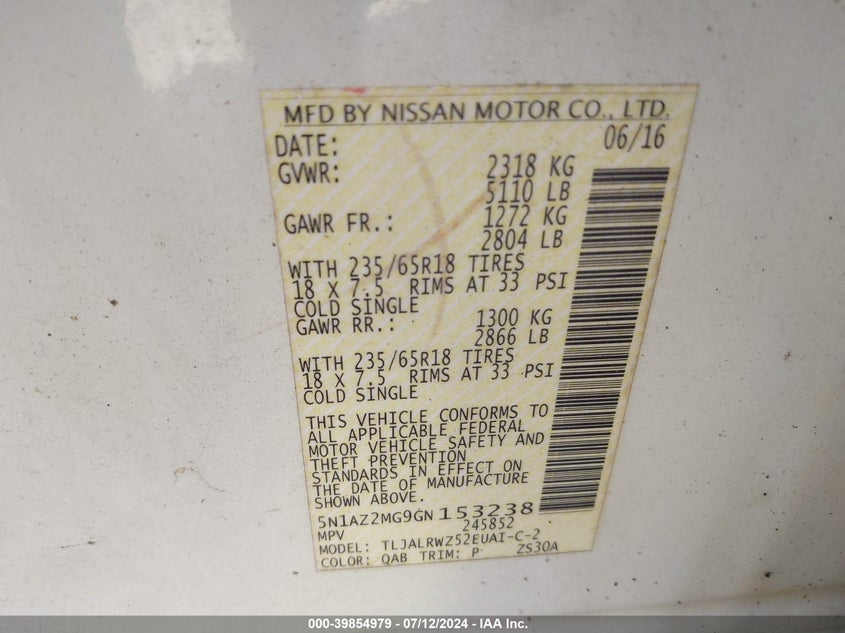 MFD BY NISSAN MOTOR CO., LTD.
DATE: 06/16
GVWR: 2318 KG
5110 LB
GAWR FR.: 1272 KG
2804 LB
WITH 235/65R18 TIRES
18 X 7.5 RIMS AT 33 PSI
COLD SINGLE
GAWR RR.: 1300 KG
2866 LB
WITH 235/65R18 TIRES
18 X 7.5 RIMS AT 33 PSI
COLD SINGLE
THIS VEHICLE CONFORMS TO
ALL APPLICABLE FEDERAL
MOTOR VEHICLE SAFETY AND
THEFT PREVENTION
STANDARDS IN EFFECT ON
THE DATE OF MANUFACTURE
SHOWN ABOVE.
5N1AZ2MG9GN153238
MPV 245852
MODEL: TLJALRWZ52EUAI-C-2
COLOR: QAB TRIM: P ZS30A
000-39854979 - 07/12/2024 - IAA Inc.